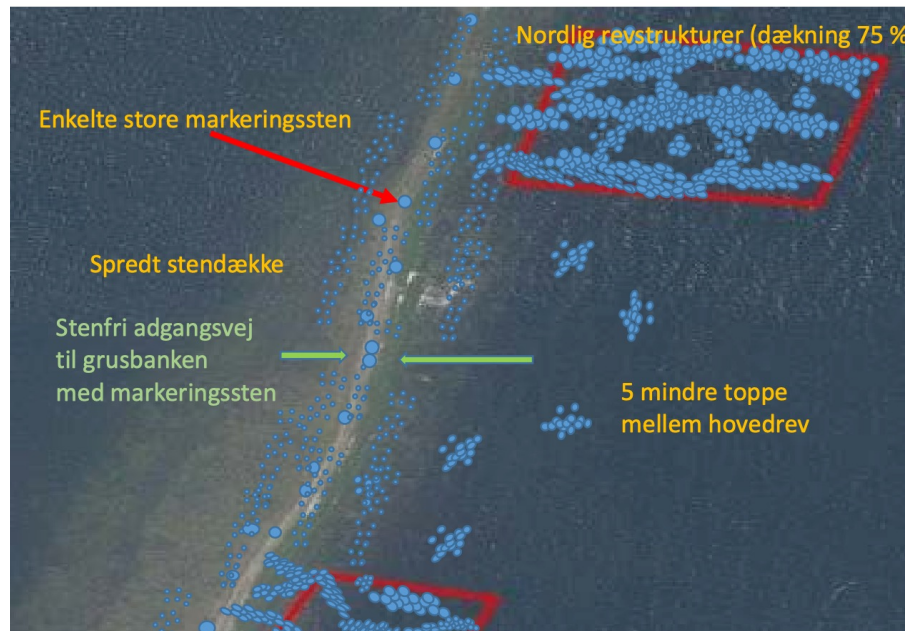 Nordlig revstrukturer (dækning 75 %
Enkelte store markeringssten
Spredt stendække
Stenfri adgangsvej
til grusbanken
med markeringssten
5 mindre toppe
mellem hovedrev